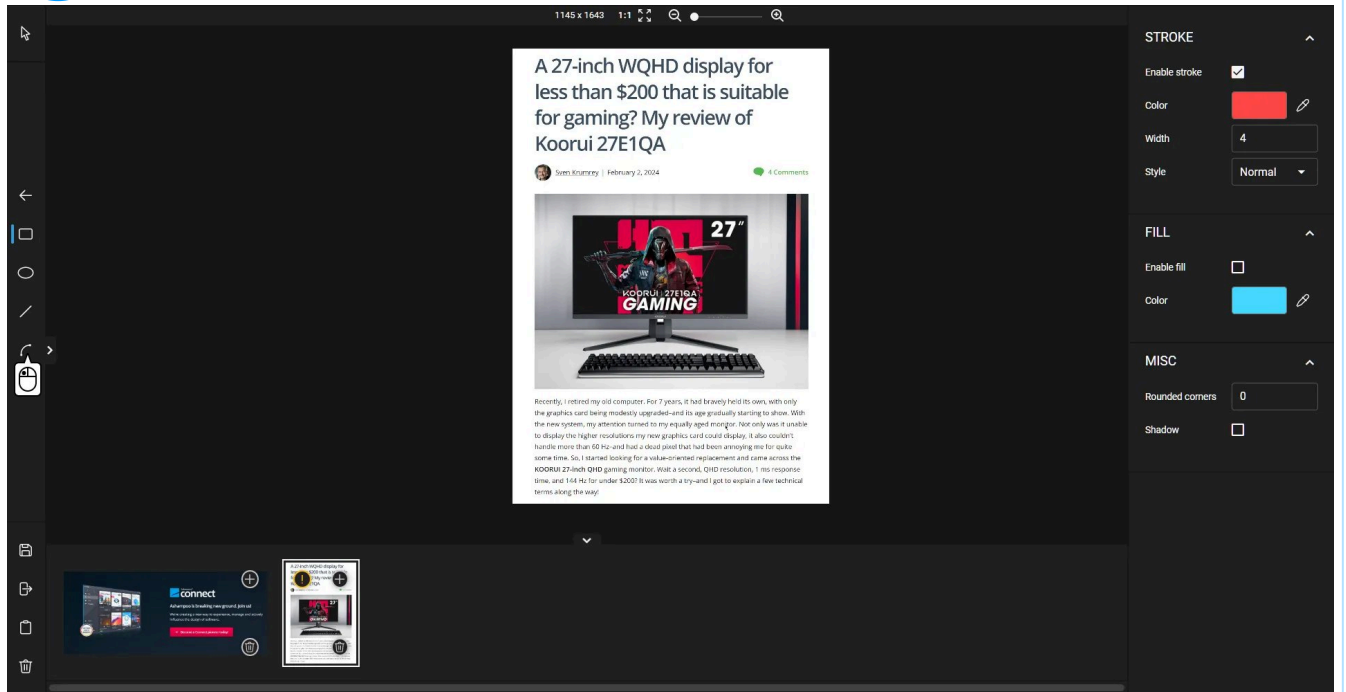 1145 x 1643 1:1
STROKE
Enable stroke
Color
Width 4
Style Normal
FILL
Enable fill
Color
MISC
Rounded corners 0
Shadow
A 27-inch WQHD display for
less than $200 that is suitable
for gaming? My review of
Koorui 27E1QA
Sven Krumrey | February 2, 2024 4 Comments
27"
KOORUI 27E1QA
GAMING
Recently, I retired my old computer. For 7 years, it had bravely held its own, with only
the graphics card being modestly upgraded–and its age gradually starting to show. With
the new system, my attention turned to my equally aged monitor. Not only was it unable
to display the higher resolutions my new graphics card could display, it also couldn't
handle more than 60 Hz–and had a dead pixel that had been annoying me for quite
some time. So, I started looking for a value-oriented replacement and came across the
KOORUI 27-inch QHD gaming monitor. Wait a second, QHD resolution, 1 ms response
time, and 144 Hz for under $200? It was worth a try–and I got to explain a few technical
terms along the way!
connect
Ashampoo is breaking new ground, join us!